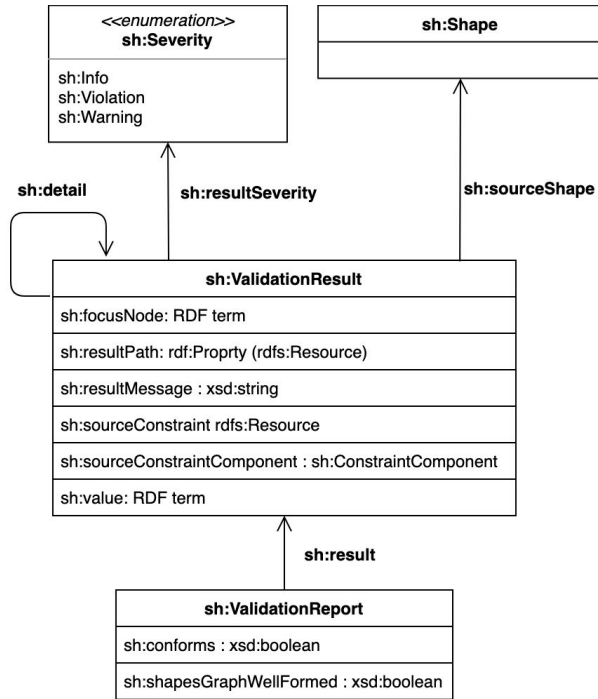 <<enumeration>>
sh:Severity
sh:Info
sh:Violation
sh:Warning
sh:Shape
sh:detail
sh:resultSeverity
sh:sourceShape
sh:ValidationResult
sh:focusNode: RDF term
sh:resultPath: rdf:Proprty (rdfs:Resource)
sh:resultMessage : xsd:string
sh:sourceConstraint rdfs:Resource
sh:sourceConstraintComponent : sh:ConstraintComponent
sh:value: RDF term
sh:result
sh:ValidationReport
sh:conforms : xsd:boolean
sh:shapesGraphWellFormed : xsd:boolean